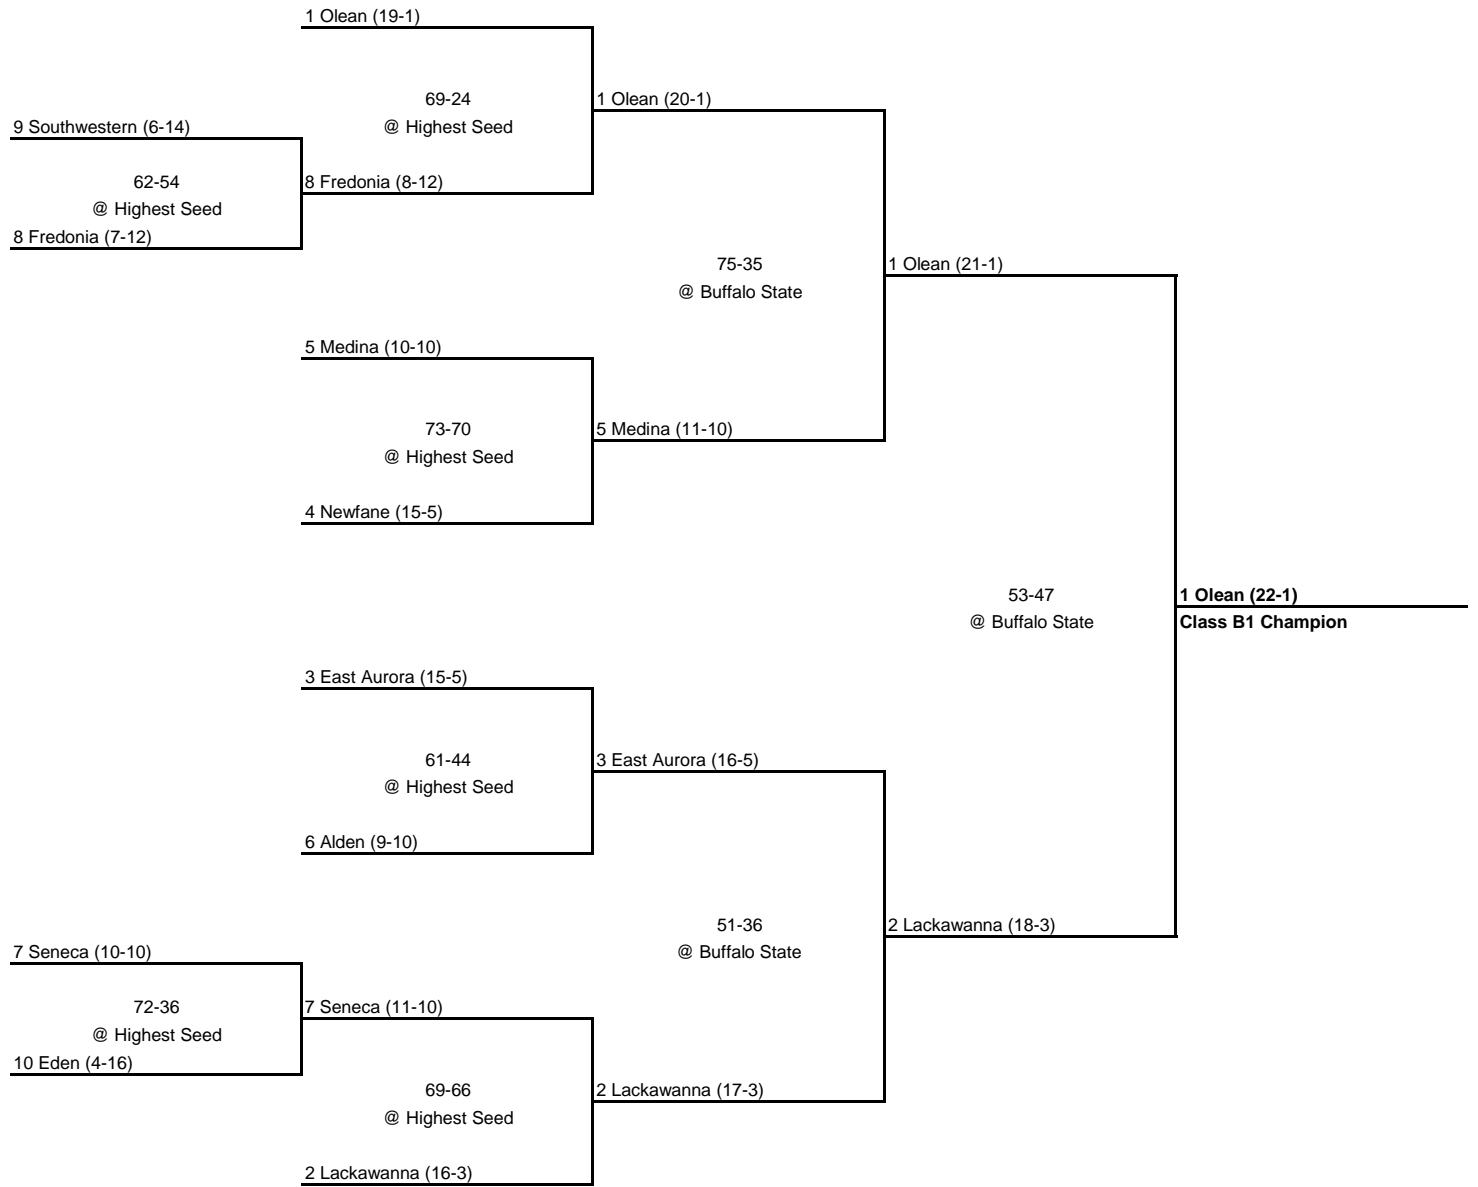 1 Olean (19-1)
69-24
@ Highest Seed
1 Olean (20-1)
9 Southwestern (6-14)
62-54
@ Highest Seed
8 Fredonia (8-12)
8 Fredonia (7-12)
75-35
@ Buffalo State
1 Olean (21-1)
5 Medina (10-10)
73-70
@ Highest Seed
5 Medina (11-10)
4 Newfane (15-5)
53-47
@ Buffalo State
1 Olean (22-1)
Class B1 Champion
3 East Aurora (15-5)
61-44
@ Highest Seed
3 East Aurora (16-5)
6 Alden (9-10)
51-36
@ Buffalo State
2 Lackawanna (18-3)
7 Seneca (10-10)
72-36
@ Highest Seed
7 Seneca (11-10)
10 Eden (4-16)
69-66
@ Highest Seed
2 Lackawanna (17-3)
2 Lackawanna (16-3)